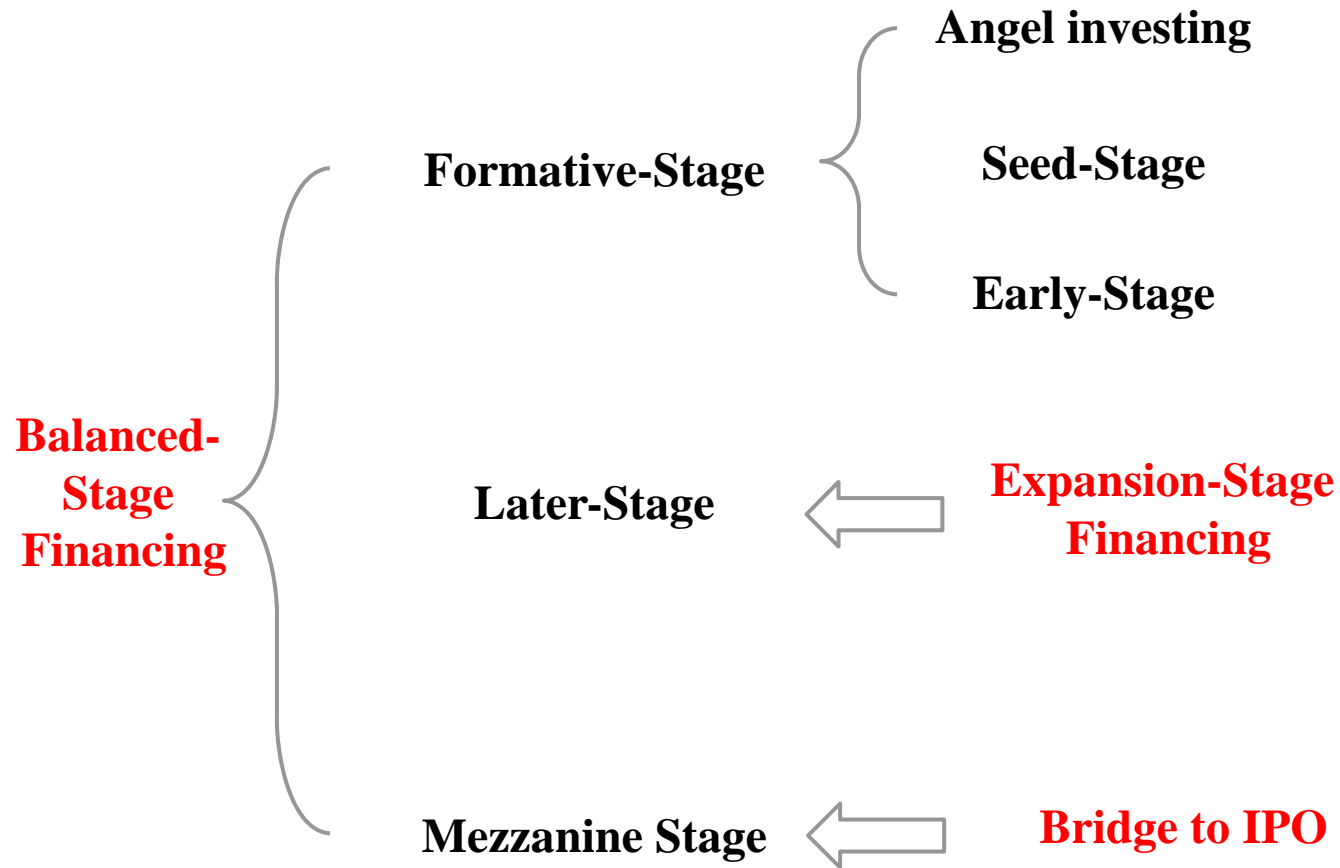 Angel investing
Formative-Stage
Seed-Stage
Early-Stage
Balanced-
Stage
Financing
Later-Stage
Expansion-Stage
Financing
Mezzanine Stage
Bridge to IPO